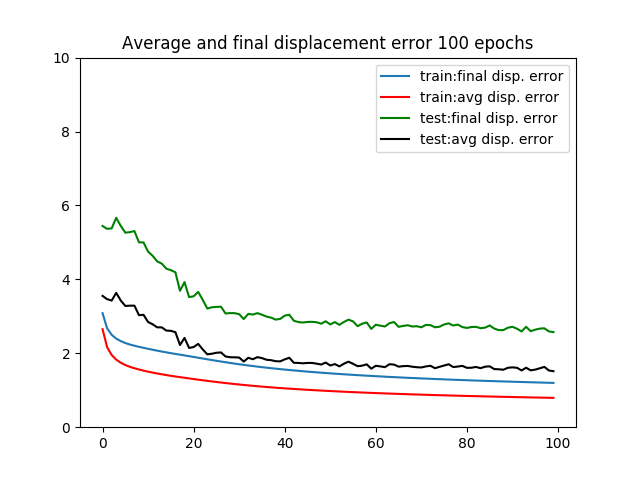 Average and final displacement error 100 epochs
train:final disp. error
train:avg disp. error
test:final disp. error
test:avg disp. error
10
8
6
4
2
0
0 20 40 60 80 100